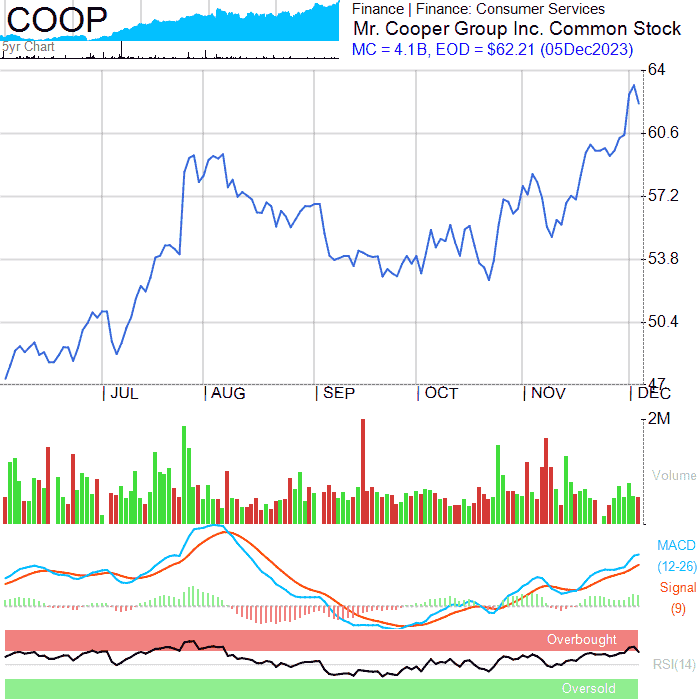 COOP
5yr Chart
Finance | Finance: Consumer Services
Mr. Cooper Group Inc. Common Stock
MC = 4.1B, EOD = $62.21 (05Dec2023)
64
60.6
57.2
53.8
50.4
47
JUL
AUG
SEP
OCT
NOV
DEC
2M
Volume
MACD
(12-26)
Signal
(9)
Overbought
RSI(14)
Oversold